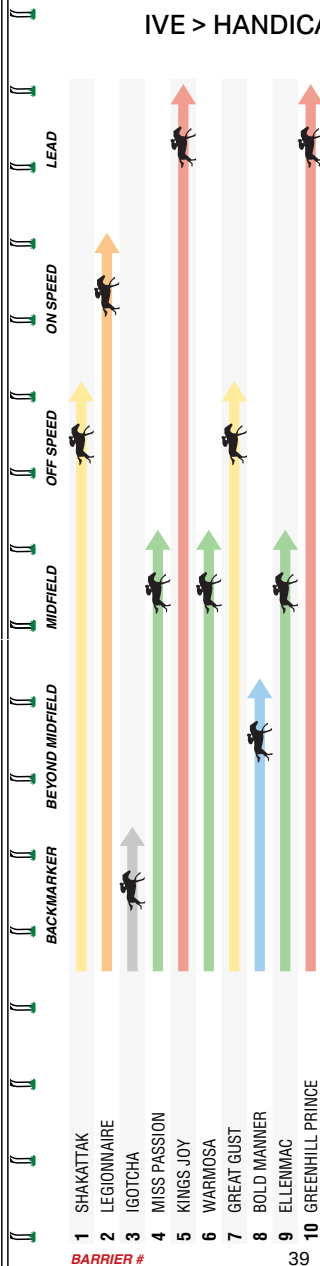 IVE > HANDICA
LEAD
ON SPEED
OFF SPEED
MIDFIELD
BEYOND MIDFIELD
BACKMARKER
1 SHAKATTAK
2 LEGIONNAIRE
3 IGOTCHA
4 MISS PASSION
5 KINGS JOY
6 WARMOSA
7 GREAT GUST
8 BOLD MANNER
9 ELLENMAC
10 GREENHILL PRINCE
BARRIER #
39